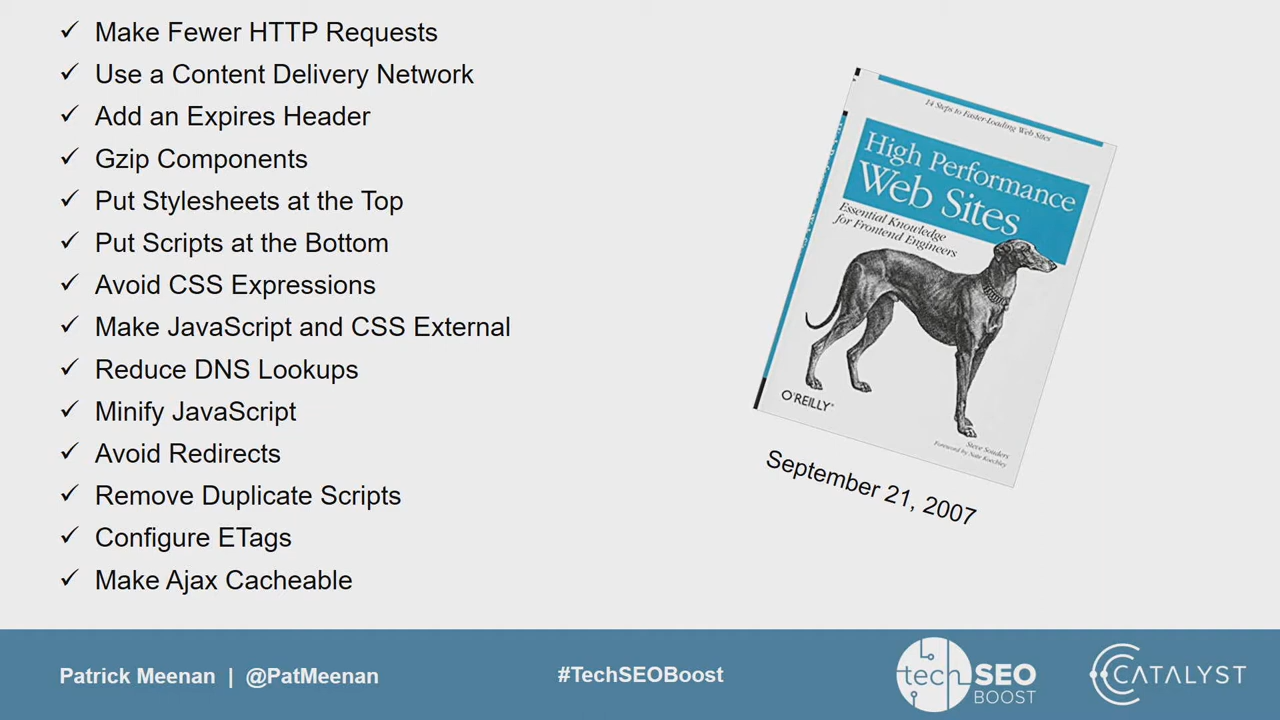 Make Fewer HTTP Requests
Use a Content Delivery Network
Add an Expires Header
Gzip Components
Put Stylesheets at the Top
Put Scripts at the Bottom
Avoid CSS Expressions
Make JavaScript and CSS External
Reduce DNS Lookups
Minify JavaScript
Avoid Redirects
Remove Duplicate Scripts
Configure ETags
Make Ajax Cacheable
14 Steps to Faster-Loading Web Sites
High Performance
Web Sites
Essential Knowledge
for Frontend Engineers
O'REILLY
Steve Souders
Foreword by Nate Koechley
September 21, 2007
Patrick Meenan | @PatMeenan
#TechSEOBoost
tech SEO
BOOST
CATALYST